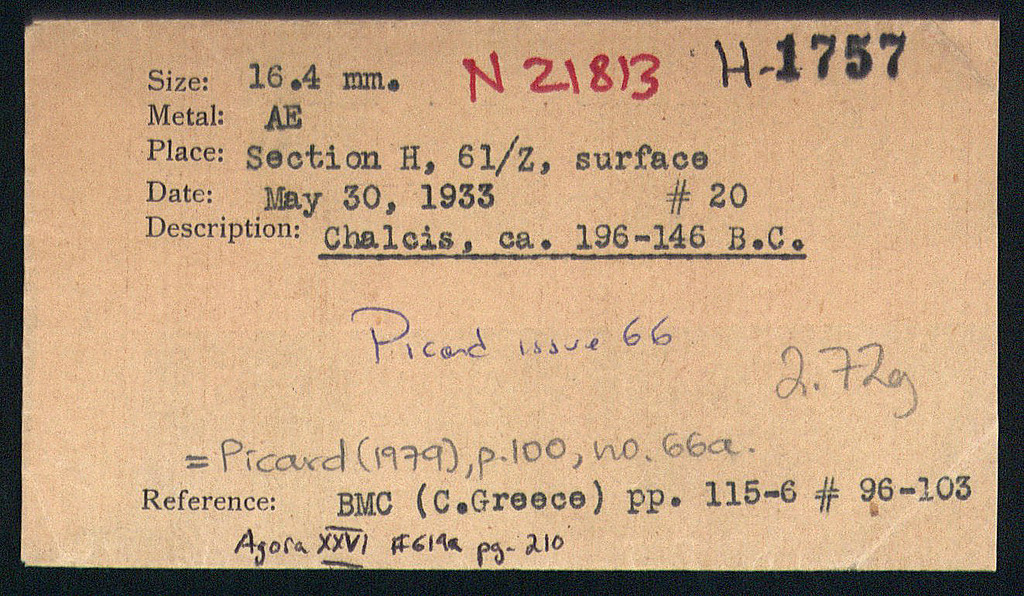 Size: 16.4 mm. N 21813 H-1757
Metal: AE
Place: Section H, 61/Z, surface
Date: May 30, 1933 # 20
Description: Chalcis, ca. 196-146 B.C.
Picard issue 66
2.72g
= Picard (1979), p.100, no. 66a.
Reference: BMC (C.Greece) pp. 115-6 # 96-103
Agora XXVI #619a pg. 210